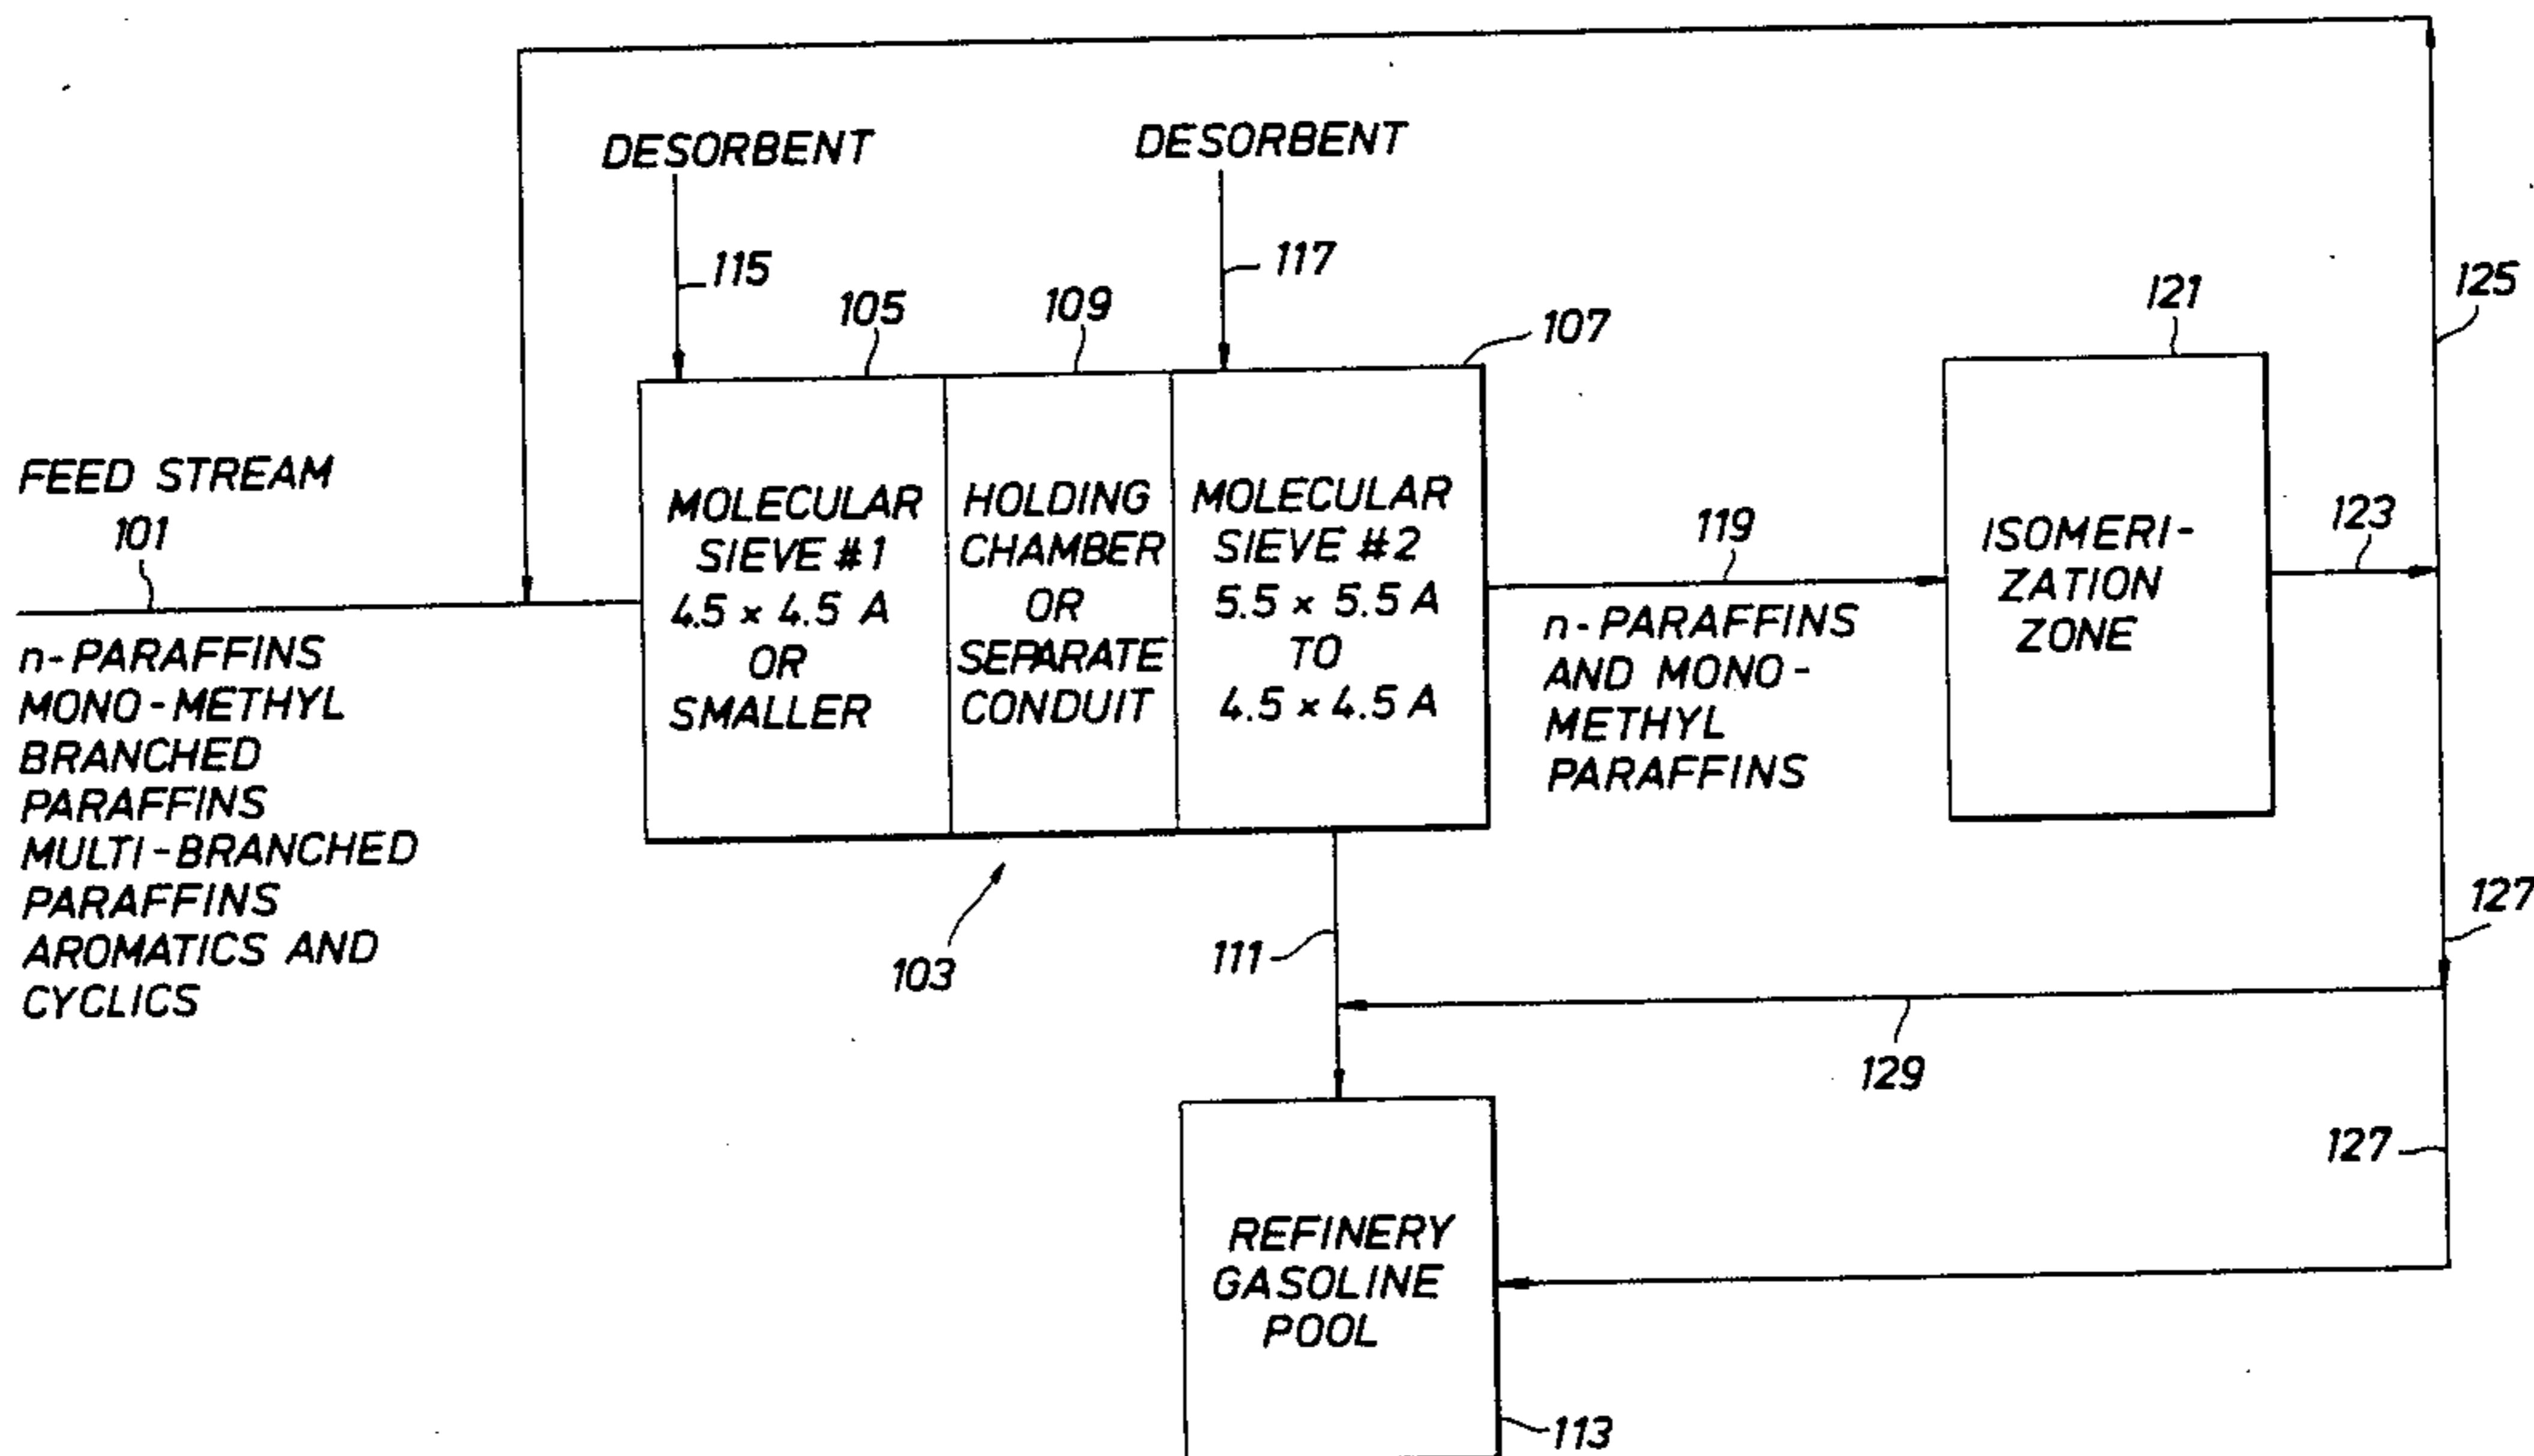 DESORBENT
DESORBENT
115
117
105
109
107
121
125
FEED STREAM
101
n-PARAFFINS
MONO-METHYL
BRANCHED
PARAFFINS
MULTI-BRANCHED
PARAFFINS
AROMATICS AND
CYCLICS
MOLECULAR
SIEVE #1
4.5 x 4.5 A
OR
SMALLER
HOLDING
CHAMBER
OR
SEPARATE
CONDUIT
MOLECULAR
SIEVE #2
5.5 x 5.5 A
TO
4.5 x 4.5 A
119
n-PARAFFINS
AND MONO-
METHYL
PARAFFINS
ISOMERI-
ZATION
ZONE
123
103
111
127
129
127
REFINERY
GASOLINE
POOL
113